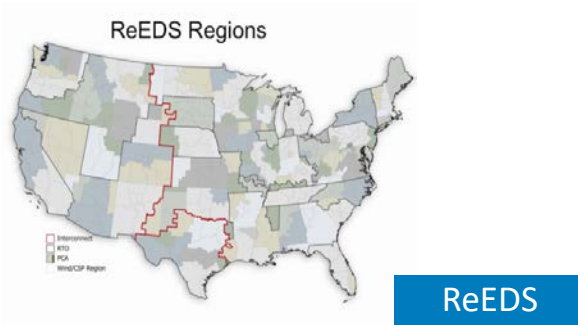 ReEDS Regions
Interconnect
RTO
PCA
Wind/CSP Region
ReEDS